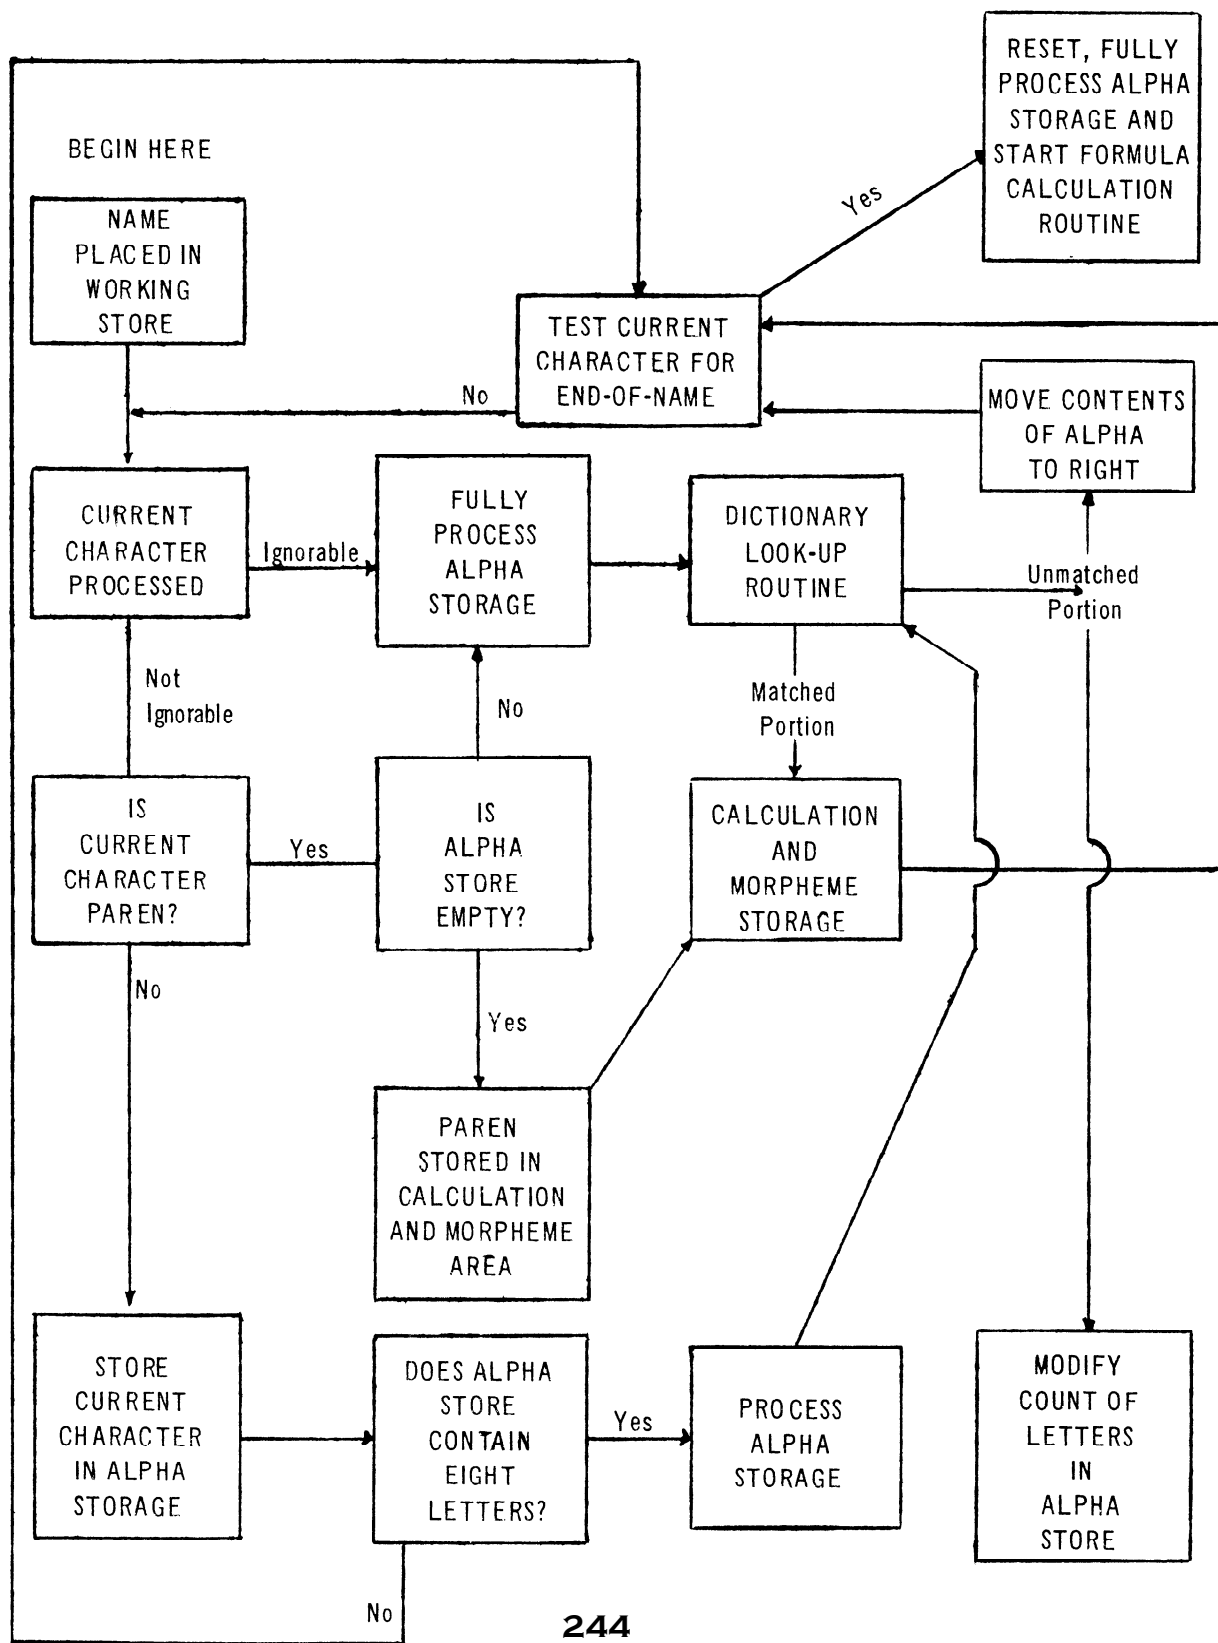 BEGIN HERE
NAME
PLACED IN
WORKING
STORE
RESET, FULLY
PROCESS ALPHA
STORAGE AND
START FORMULA
CALCULATION
ROUTINE
Yes
TEST CURRENT
CHARACTER FOR
END-OF-NAME
No
MOVE CONTENTS
OF ALPHA
TO RIGHT
CURRENT
CHARACTER
PROCESSED
Ignorable
FULLY
PROCESS
ALPHA
STORAGE
DICTIONARY
LOOK-UP
ROUTINE
Unmatched
Portion
Not
Ignorable
No
Matched
Portion
IS
CURRENT
CHARACTER
PAREN?
Yes
IS
ALPHA
STORE
EMPTY?
CALCULATION
AND
MORPHEME
STORAGE
No
Yes
PAREN
STORED IN
CALCULATION
AND MORPHEME
AREA
STORE
CURRENT
CHARACTER
IN ALPHA
STORAGE
DOES ALPHA
STORE
CONTAIN
EIGHT
LETTERS?
Yes
PROCESS
ALPHA
STORAGE
MODIFY
COUNT OF
LETTERS
IN
ALPHA
STORE
No
244